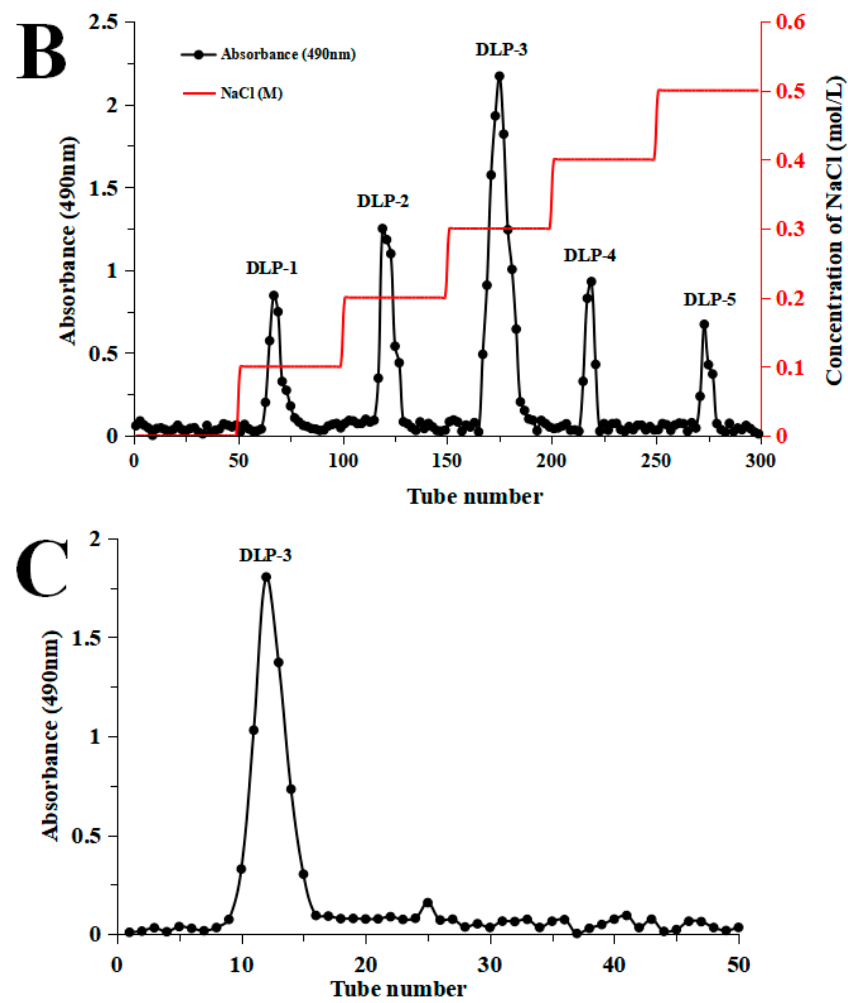 B
Absorbance (490nm)
NaCl (M)
DLP-1
DLP-2
DLP-3
DLP-4
DLP-5
2.5
2
1.5
1
0.5
0
Absorbance (490nm)
0.6
0.5
0.4
0.3
0.2
0.1
0
Concentration of NaCl (mol/L)
0 50 100 150 200 250 300
Tube number
C
DLP-3
2
1.5
1
0.5
0
Absorbance (490nm)
0 10 20 30 40 50
Tube number